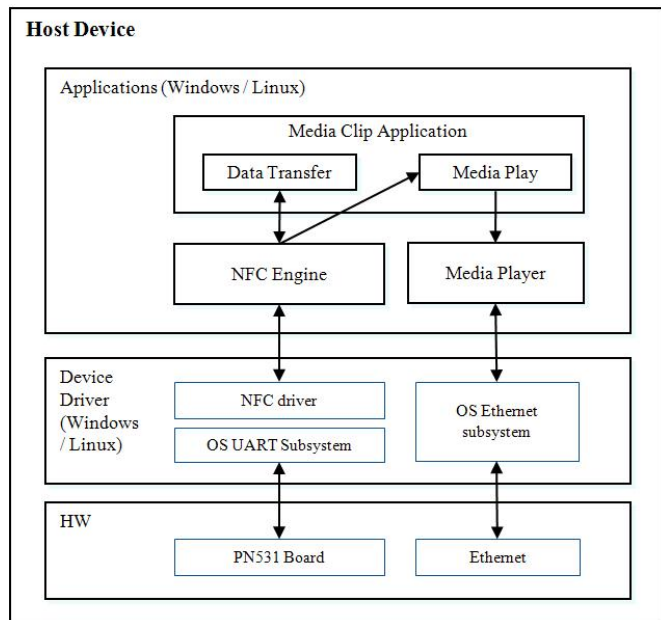 Host Device
Applications (Windows / Linux)
Media Clip Application
Data Transfer
Media Play
NFC Engine
Media Player
Device
Driver
(Windows
/ Linux)
NFC driver
OS UART Subsystem
OS Ethernet
subsystem
HW
PN531 Board
Ethernet